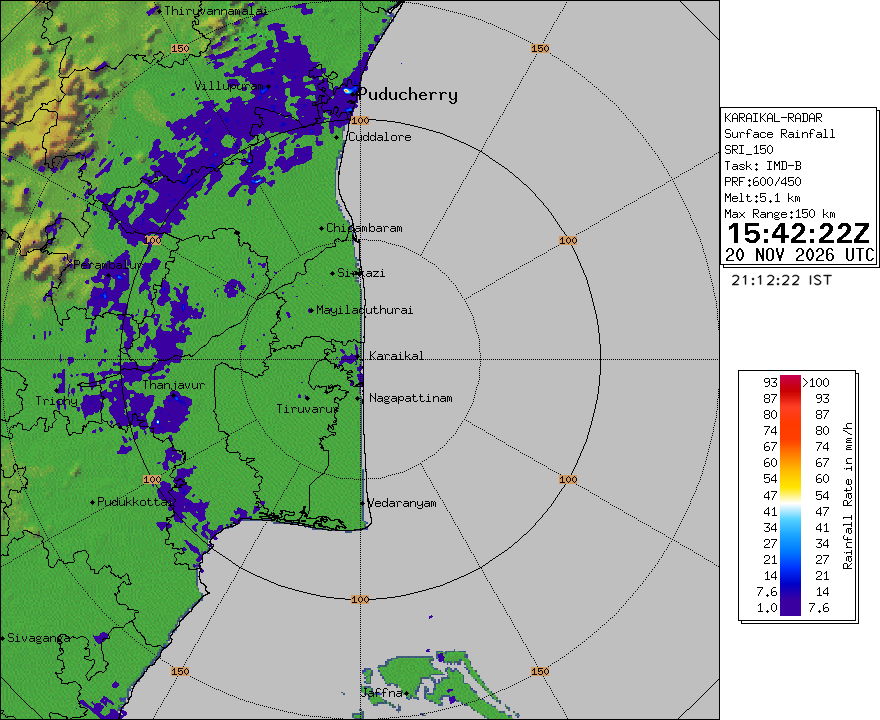 Thiruvannamalai
150
150
Villupuram
Puducherry
100
Cuddalore
Chidambaram
100
100
Perambalur
Sirkazi
Mayiladuthurai
Karaikal
Thanjavur
Trichy
Tiruvarur
Nagapattinam
100
100
Pudukkottai
Vedaranyam
100
Sivaganga
150
150
Jaffna
KARAIKAL-RADAR
Surface Rainfall
SRI_150
Task: IMD-B
PRF:600/450
Melt:5.1 km
Max Range:150 km
15:42:22Z
20 NOV 2026 UTC
21:12:22 IST
93 >100
87 93
80 87
74 80
67 74
60 67
54 60
47 54
41 47
34 41
27 34
21 27
14 21
7.6 14
1.0 7.6
Rainfall Rate in mm/h